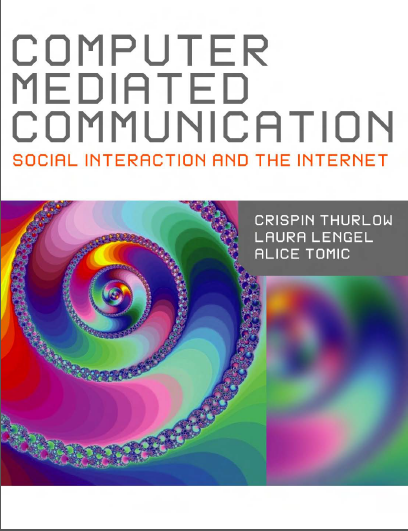 COMPUTER
MEDIATED
COMMUNICATION
SOCIAL INTERACTION AND THE INTERNET
CRISPIN THURLOW
LAURA LENGEL
ALICE TOMIC